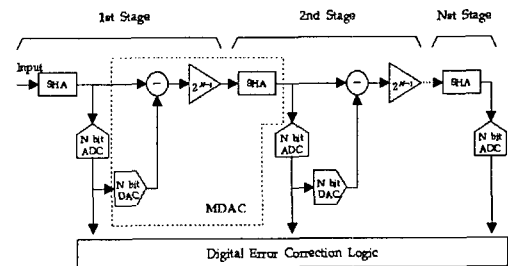 1st Stage
2nd Stage
Nst Stage
Input
SHA
−
2^N-1
SHA
−
2^N-1
SHA
N bit
ADC
N bit
ADC
N bit
ADC
N bit
DAC
N bit
DAC
MDAC
Digital Error Correction Logic